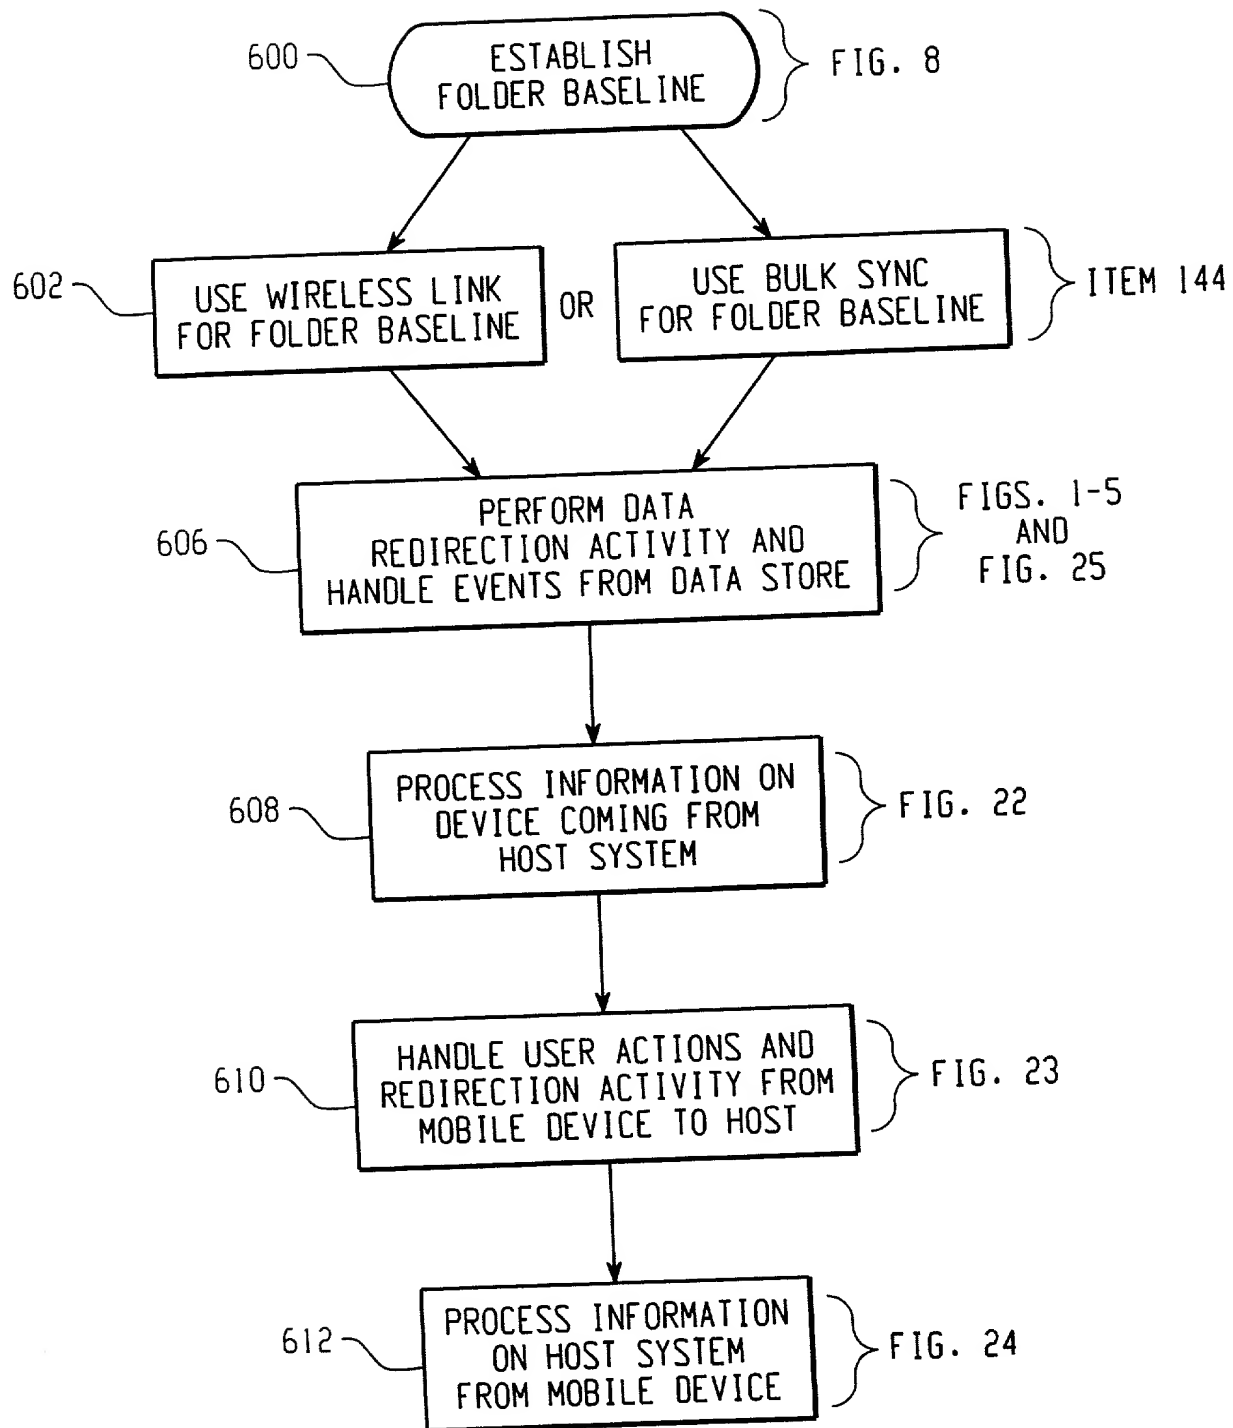 600
ESTABLISH
FOLDER BASELINE
FIG. 8
602
USE WIRELESS LINK
FOR FOLDER BASELINE
OR
USE BULK SYNC
FOR FOLDER BASELINE
ITEM 144
606
PERFORM DATA
REDIRECTION ACTIVITY AND
HANDLE EVENTS FROM DATA STORE
FIGS. 1-5
AND
FIG. 25
608
PROCESS INFORMATION ON
DEVICE COMING FROM
HOST SYSTEM
FIG. 22
610
HANDLE USER ACTIONS AND
REDIRECTION ACTIVITY FROM
MOBILE DEVICE TO HOST
FIG. 23
612
PROCESS INFORMATION
ON HOST SYSTEM
FROM MOBILE DEVICE
FIG. 24